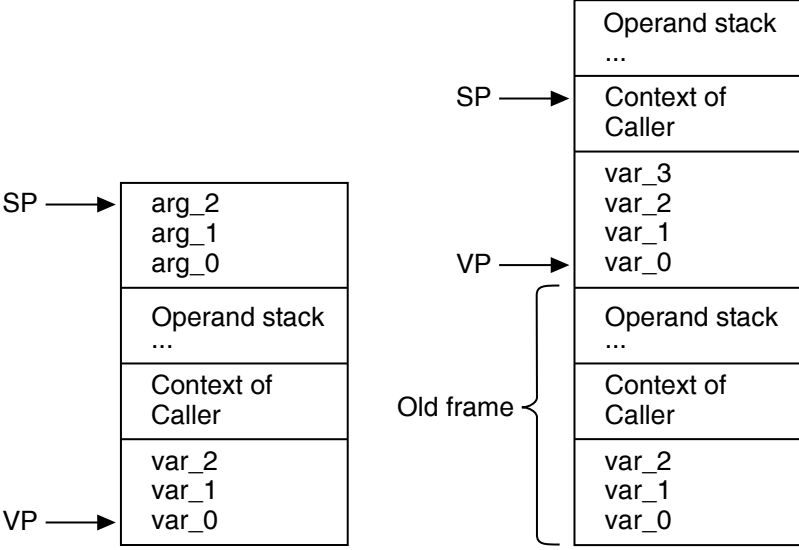 SP
arg_2
arg_1
arg_0
Operand stack
...
Context of
Caller
var_2
var_1
VP
var_0
Operand stack
...
SP
Context of
Caller
var_3
var_2
var_1
VP
var_0
Old frame
Operand stack
...
Context of
Caller
var_2
var_1
var_0